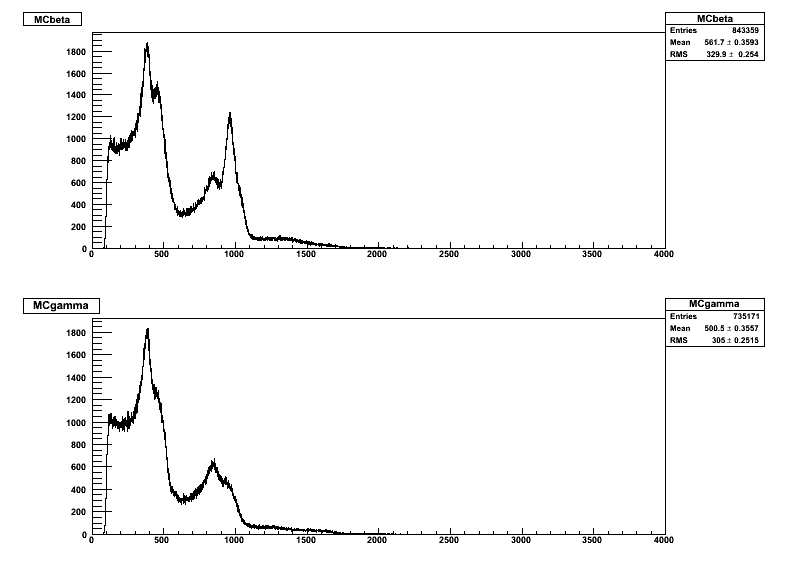 MCbeta
MCbeta
Entries 843359
Mean 561.7 ± 0.3593
RMS 329.9 ± 0.254
1800
1600
1400
1200
1000
800
600
400
200
0
0 500 1000 1500 2000 2500 3000 3500 4000
MCgamma
MCgamma
Entries 735171
Mean 500.5 ± 0.3557
RMS 305 ± 0.2515
1800
1600
1400
1200
1000
800
600
400
200
0
0 500 1000 1500 2000 2500 3000 3500 4000